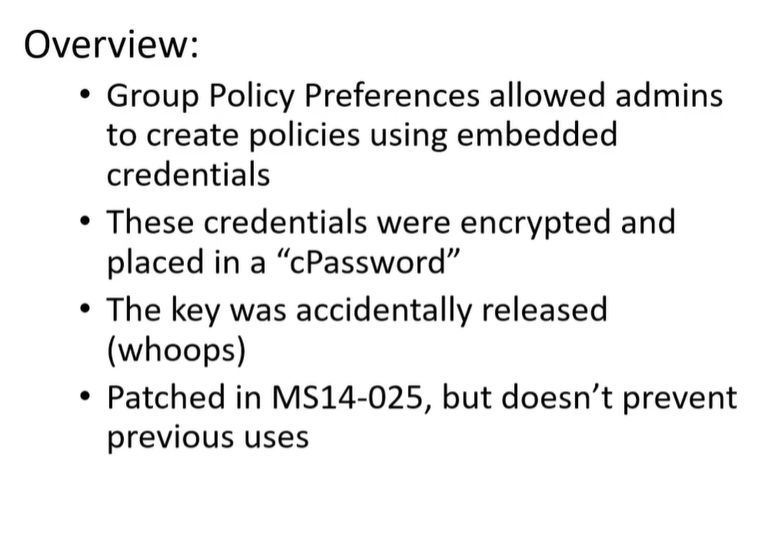 Overview:
• Group Policy Preferences allowed admins
to create policies using embedded
credentials
• These credentials were encrypted and
placed in a “cPassword”
• The key was accidentally released
(whoops)
• Patched in MS14-025, but doesn’t prevent
previous uses